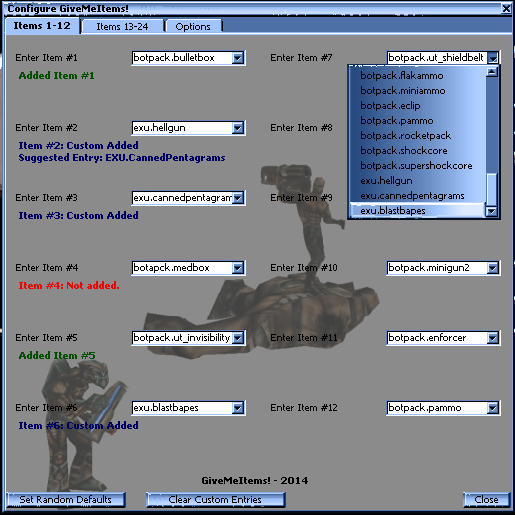 Configure GiveMeItems!
Items 1-12
Items 13-24
Options
Enter Item #1
botpack.bulletbox
Added Item #1
Enter Item #2
exu.hellgun
Item #2: Custom Added
Suggested Entry: EXU.CannedPentagrams
Enter Item #3
exu.cannedpentagram
Item #3: Custom Added
Enter Item #4
botapck.medbox
Item #4: Not added.
Enter Item #5
botpack.ut_invisibility
Added Item #5
Enter Item #6
exu.blastbapes
Item #6: Custom Added
Enter Item #7
botpack.ut_shieldbelt
botpack.flakammo
botpack.miniammo
botpack.eclip
botpack.pammo
botpack.rocketpack
botpack.shockcore
botpack.supershockcore
exu.hellgun
exu.cannedpentagrams
exu.blastbapes
Enter Item #8
Enter Item #9
Enter Item #10
botpack.minigun2
Enter Item #11
botpack.enforcer
Enter Item #12
botpack.pammo
GiveMeItems! - 2014
Set Random Defaults
Clear Custom Entries
Close